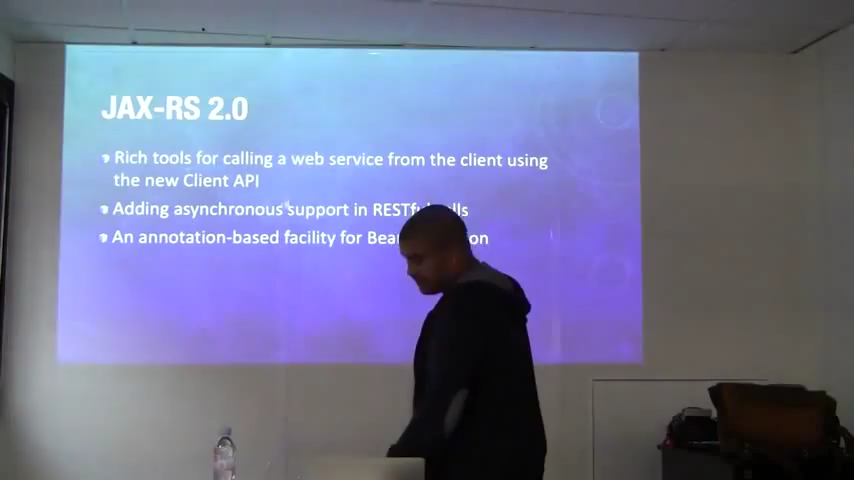 JAX-RS 2.0
Rich tools for calling a web service from the client using
the new Client API
Adding asynchronous support in
An annotation-based facility for